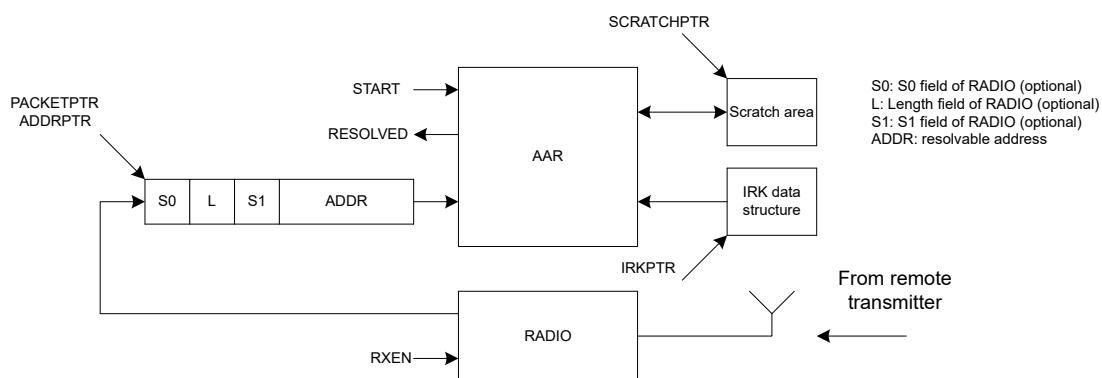 SCRATCHPTR
S0: S0 field of RADIO (optional)
L: Length field of RADIO (optional)
S1: S1 field of RADIO (optional)
ADDR: resolvable address
START
PACKETPTR
ADDRPTR
Scratch area
RESOLVED
AAR
S0
L
S1
ADDR
IRK data
structure
IRKPTR
From remote
transmitter
RADIO
RXEN